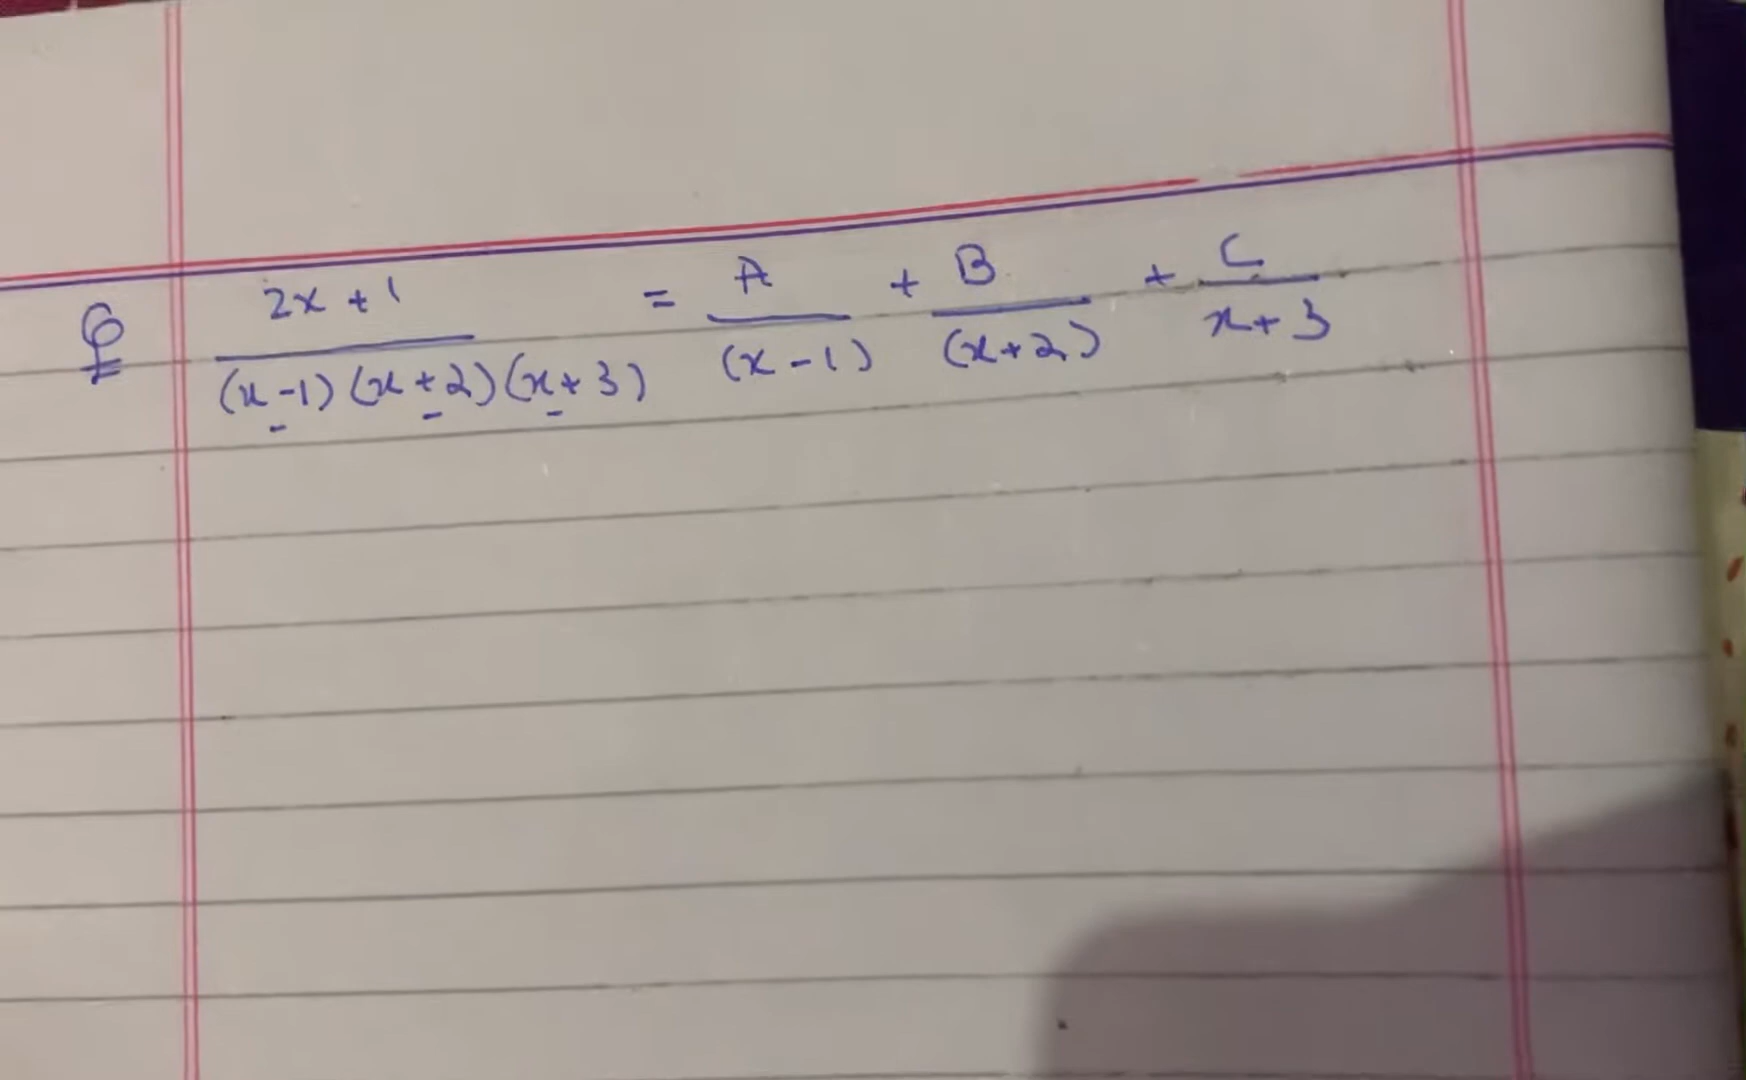 Q 2x + 1 / (x - 1) (x + 2) (x + 3) = A / (x - 1) + B / (x + 2) + C / x + 3